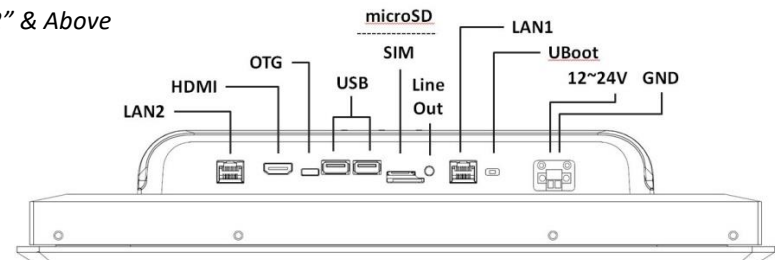 " & Above
microSD
SIM
LAN1
UBoot
12~24V GND
OTG
USB
Line
Out
HDMI
LAN2